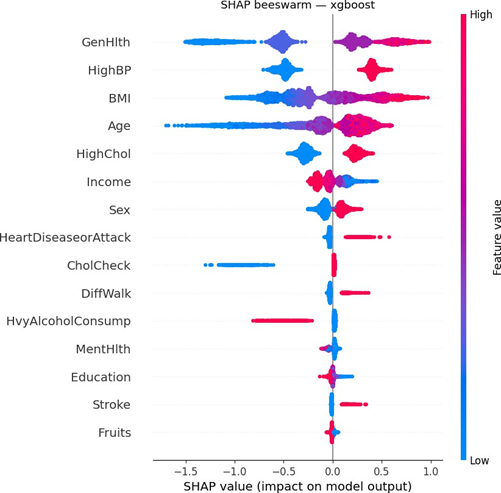 SHAP beeswarm — xgboost
High
GenHlth
HighBP
BMI
Age
HighChol
Income
Sex
HeartDiseaseorAttack
CholCheck
DiffWalk
HvyAlcoholConsump
MentHlth
Education
Stroke
Fruits
Feature value
Low
−1.5 −1.0 −0.5 0.0 0.5 1.0
SHAP value (impact on model output)